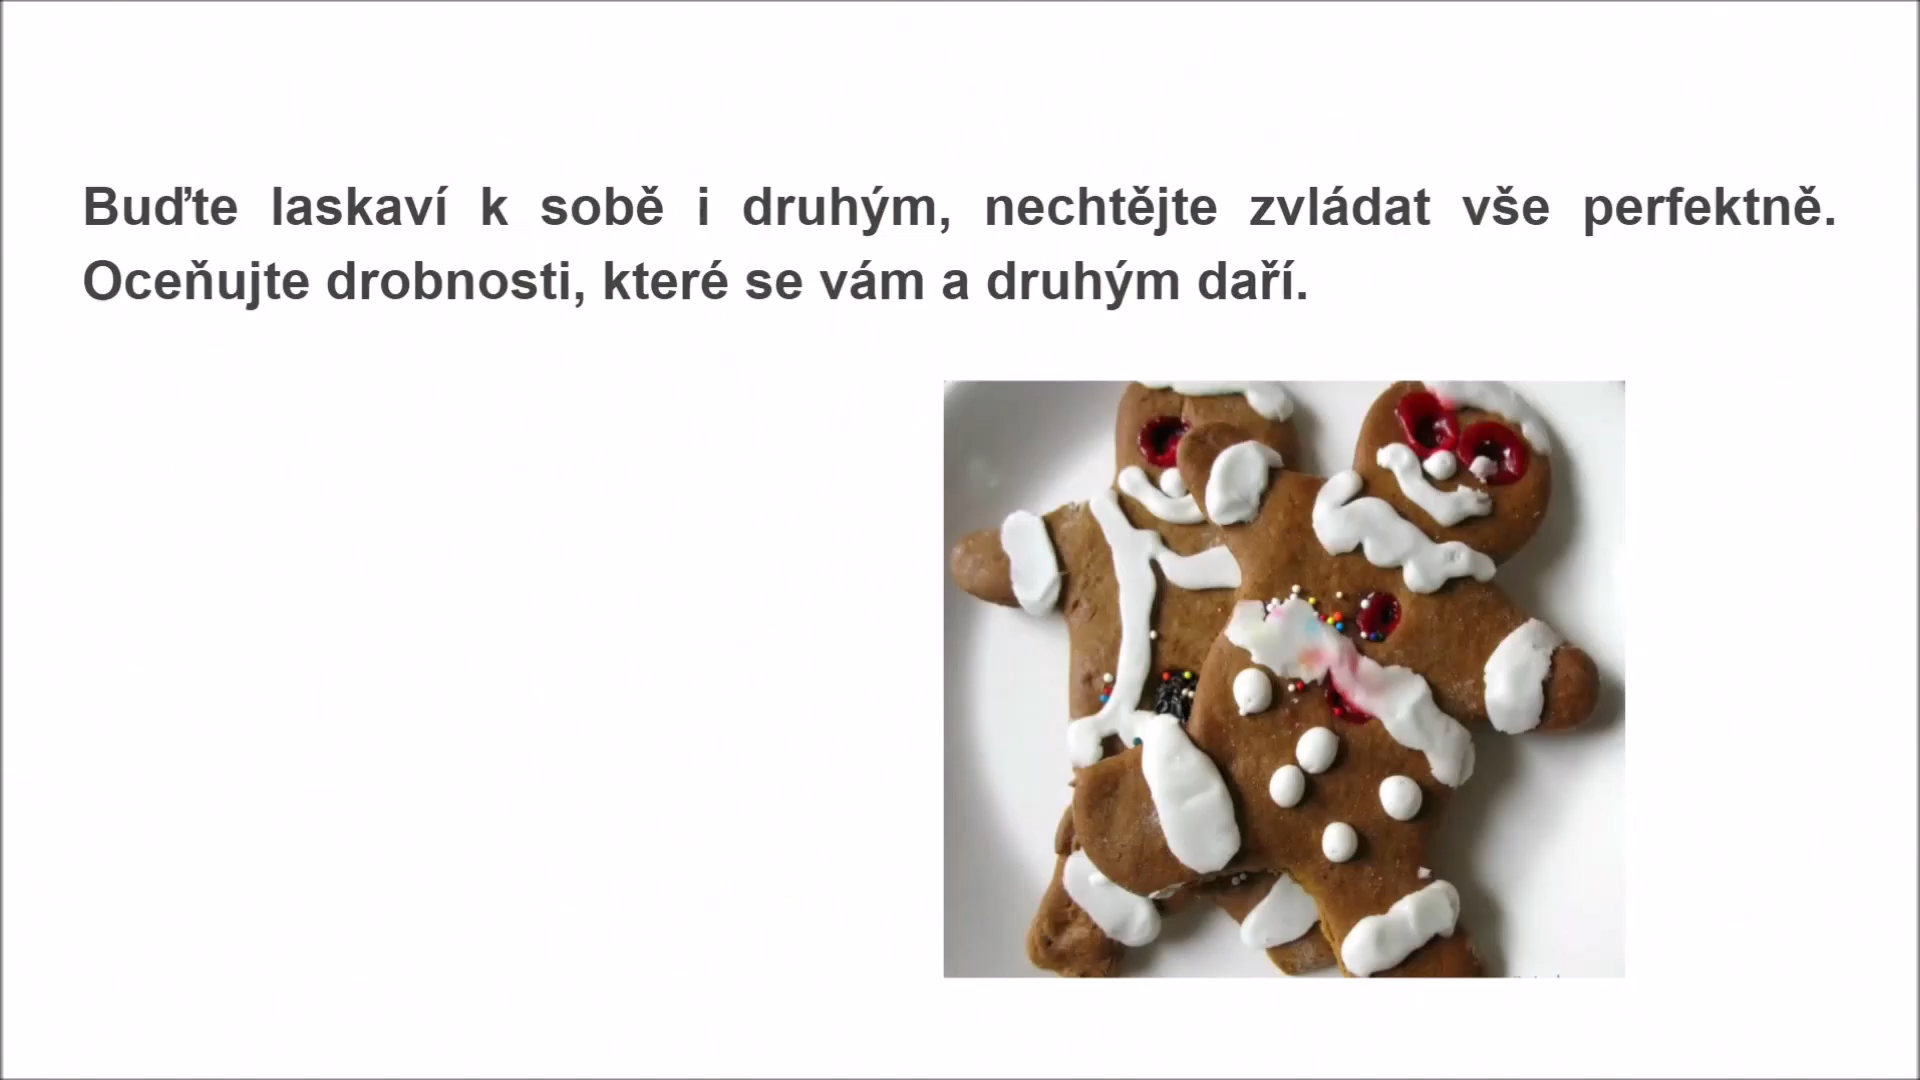 Buďte laskaví k sobě i druhým, nechtějte zvládat vše perfektně.
Oceňujte drobnosti, které se vám a druhým daří.